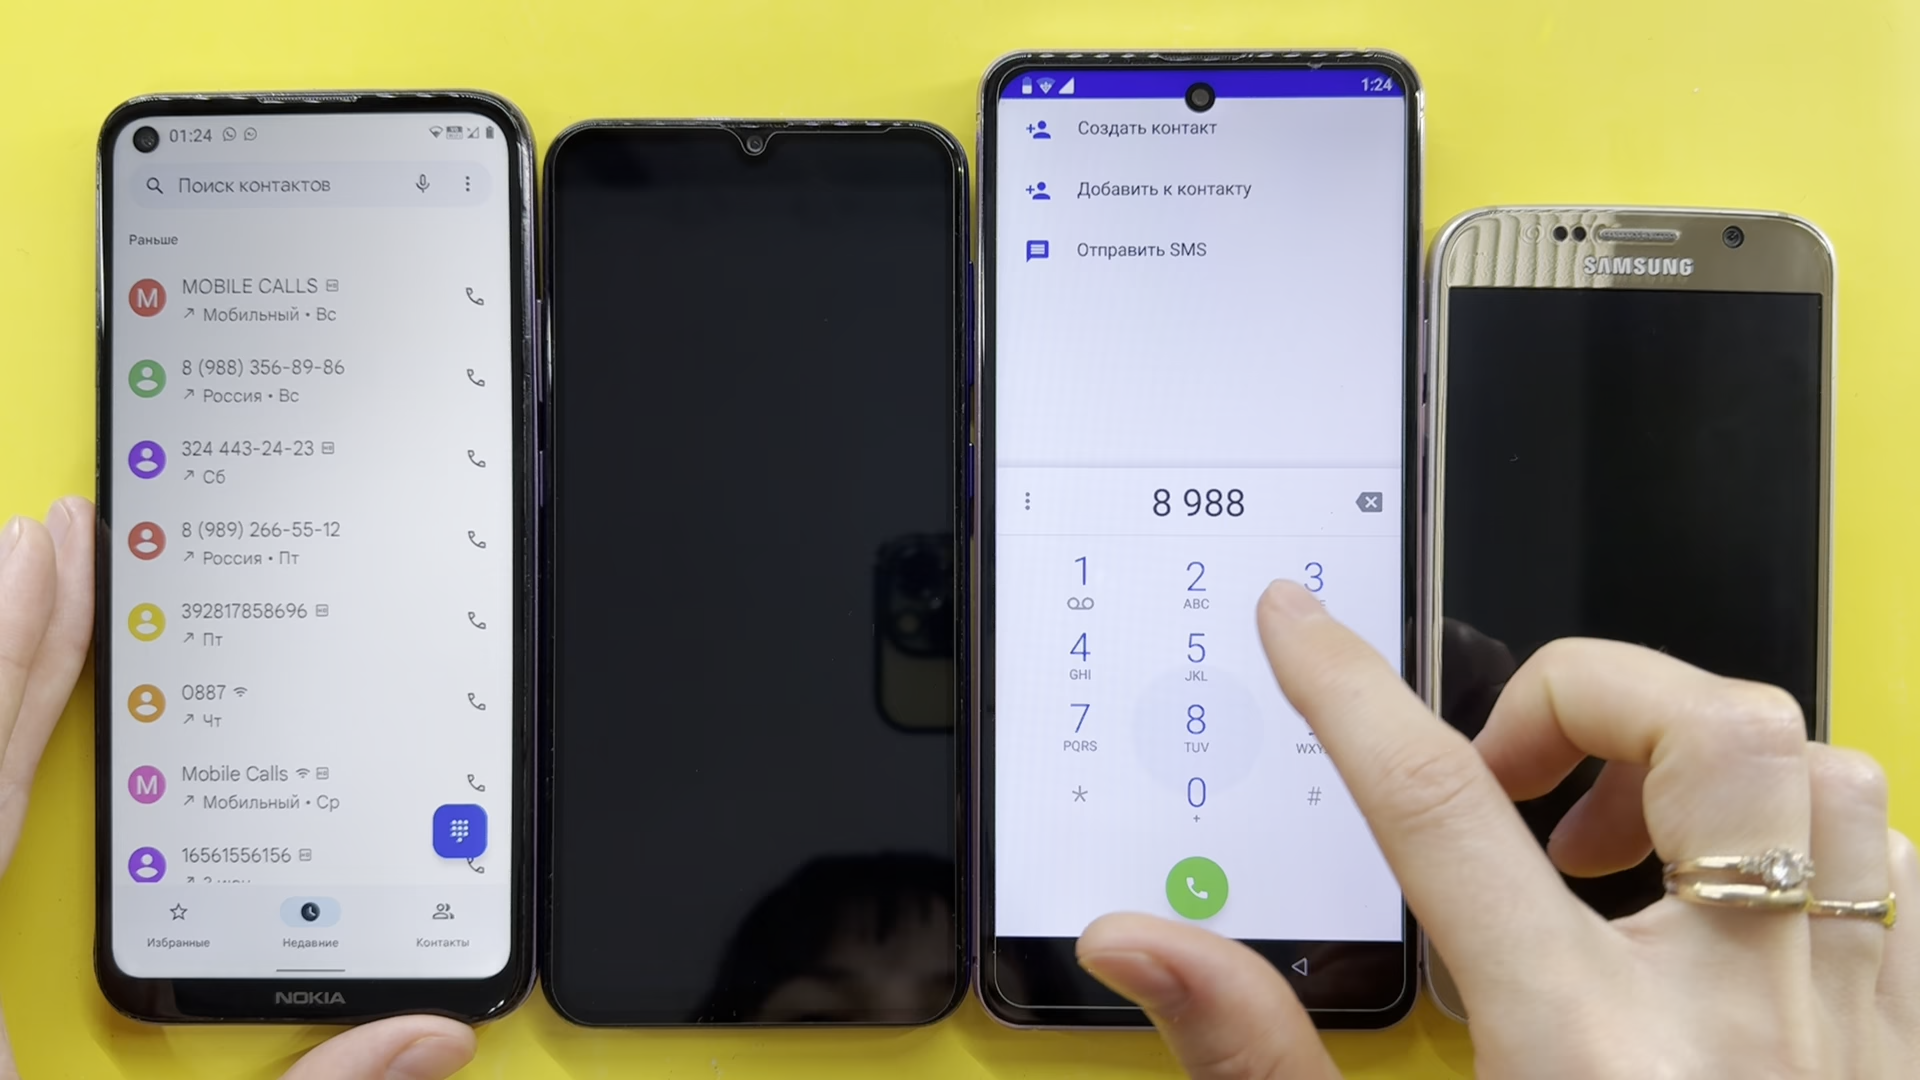 01:24
Поиск контактов
Раньше
M
MOBILE CALLS
Мобильный • Вс
8 (988) 356-89-86
Россия • Вс
324 443-24-23
Сб
8 (989) 266-55-12
Россия • Пт
392817858696
Пт
0887
Чт
M
Mobile Calls
Мобильный • Ср
16561556156
Избранные
Недавние
Контакты
NOKIA
1:24
Создать контакт
Добавить к контакту
Отправить SMS
8 988
1
2
3
ABC
4
5
GHI
JKL
7
8
PQRS
TUV
WXY
*
0
#
+
SAMSUNG